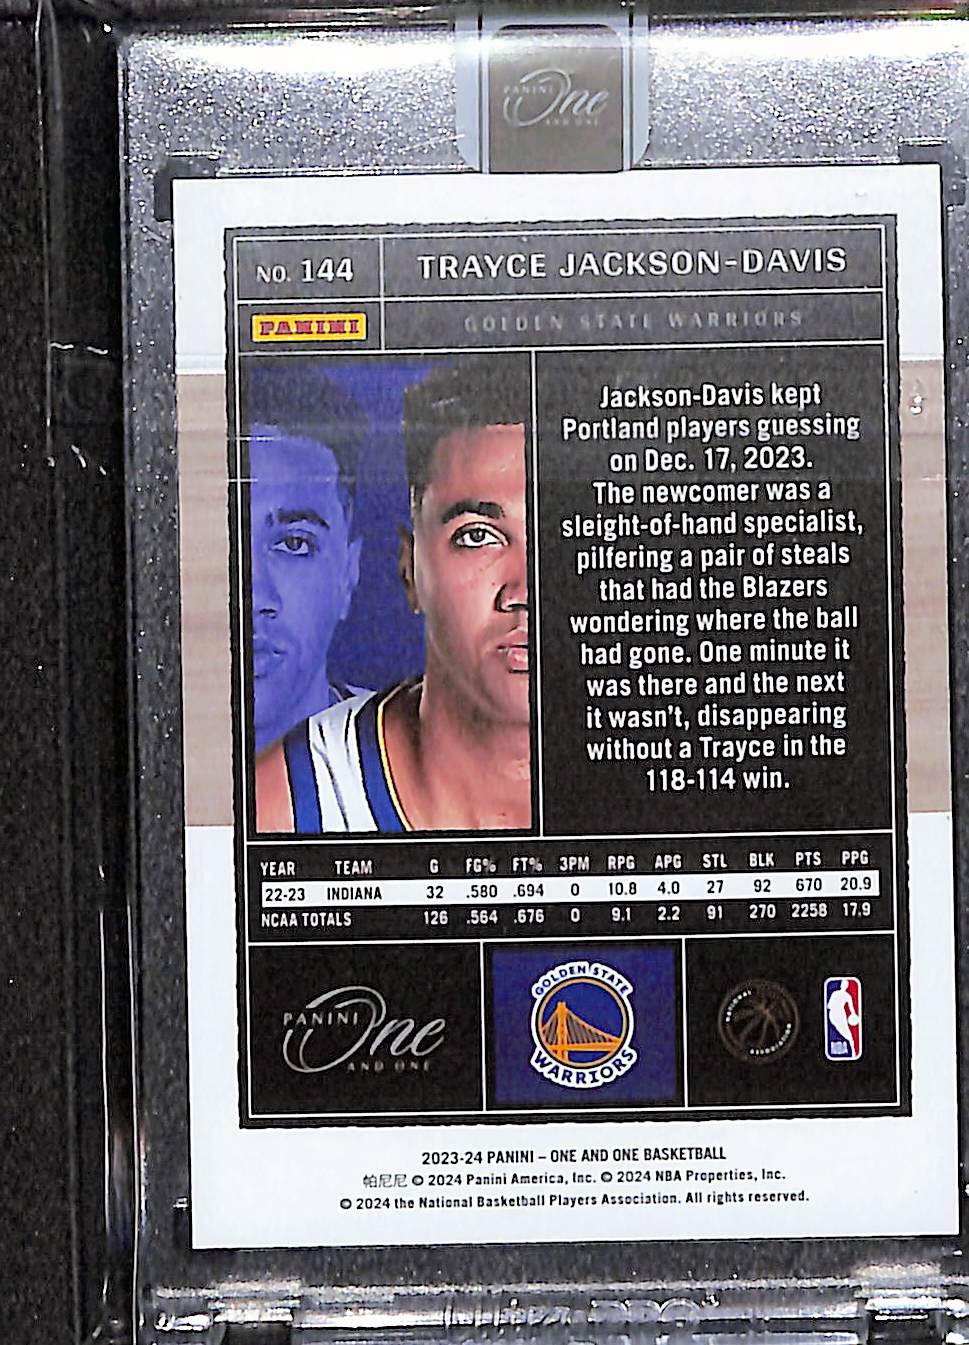 PANINI One
AND ONE
NO. 144
TRAYCE JACKSON-DAVIS
PANINI
GOLDEN STATE WARRIORS
Jackson-Davis kept
Portland players guessing
on Dec. 17, 2023.
The newcomer was a
sleight-of-hand specialist,
pilfering a pair of steals
that had the Blazers
wondering where the ball
had gone. One minute it
was there and the next
it wasn't, disappearing
without a Trayce in the
118-114 win.
YEAR TEAM G FG% FT% 3PM RPG APG STL BLK PTS PPG
22-23 INDIANA 32 .580 .694 0 10.8 4.0 27 92 670 20.9
NCAA TOTALS 126 .564 .676 0 9.1 2.2 91 270 2258 17.9
PANINI One
AND ONE
GOLDEN STATE
WARRIORS
NATIONAL
ASSOCIATION
NBA
2023-24 PANINI – ONE AND ONE BASKETBALL
帕尼尼 © 2024 Panini America, Inc. © 2024 NBA Properties, Inc.
© 2024 the National Basketball Players Association. All rights reserved.